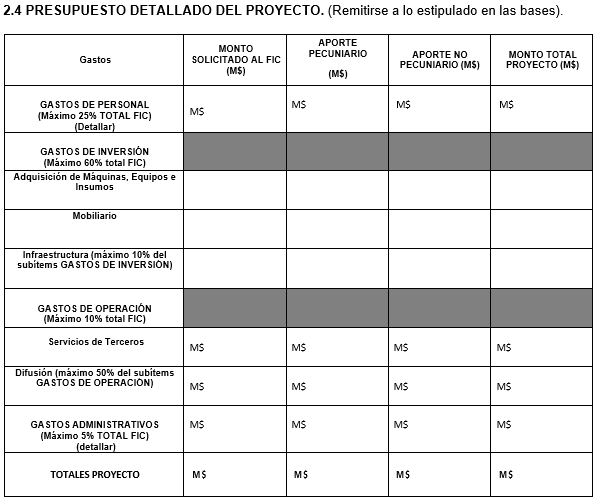 2.4 PRESUPUESTO DETALLADO DEL PROYECTO. (Remitirse a lo estipulado en las bases).
Gastos
MONTO
SOLICITADO AL FIC
(M$)
APORTE
PECUNIARIO
(M$)
APORTE NO
PECUNIARIO (M$)
MONTO TOTAL
PROYECTO (M$)
GASTOS DE PERSONAL
(Máximo 25% TOTAL FIC)
(Detallar)
M$
M$
M$
M$
GASTOS DE INVERSIÓN
(Máximo 60% total FIC)
Adquisición de Máquinas, Equipos e
Insumos
Mobiliario
Infraestructura (máximo 10% del
subítems GASTOS DE INVERSIÓN)
GASTOS DE OPERACIÓN
(Máximo 10% total FIC)
Servicios de Terceros
M$
M$
M$
M$
Difusión (máximo 50% del subítems
GASTOS DE OPERACIÓN)
M$
M$
M$
M$
GASTOS ADMINISTRATIVOS
(Máximo 5% TOTAL FIC)
(detallar)
M$
M$
M$
M$
TOTALES PROYECTO
M$
M$
M$
M$